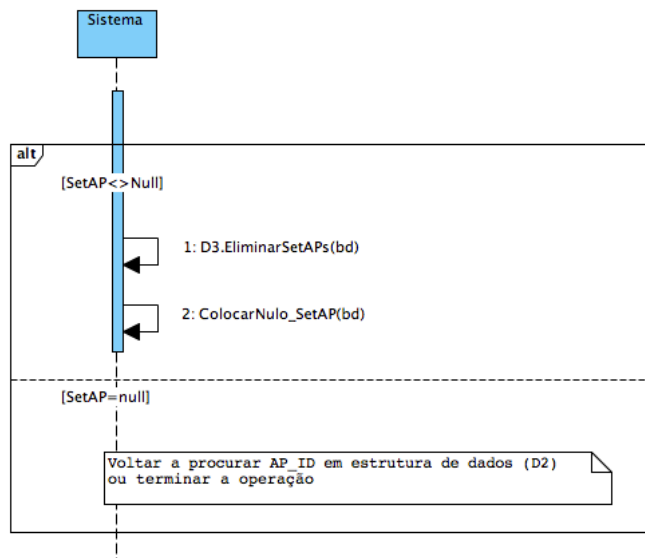 Sistema
alt
[SetAP<>Null]
1: D3.EliminarSetAPs(bd)
2: ColocarNulo_SetAP(bd)
[SetAP=null]
Voltar a procurar AP_ID em estrutura de dados (D2)
ou terminar a operação